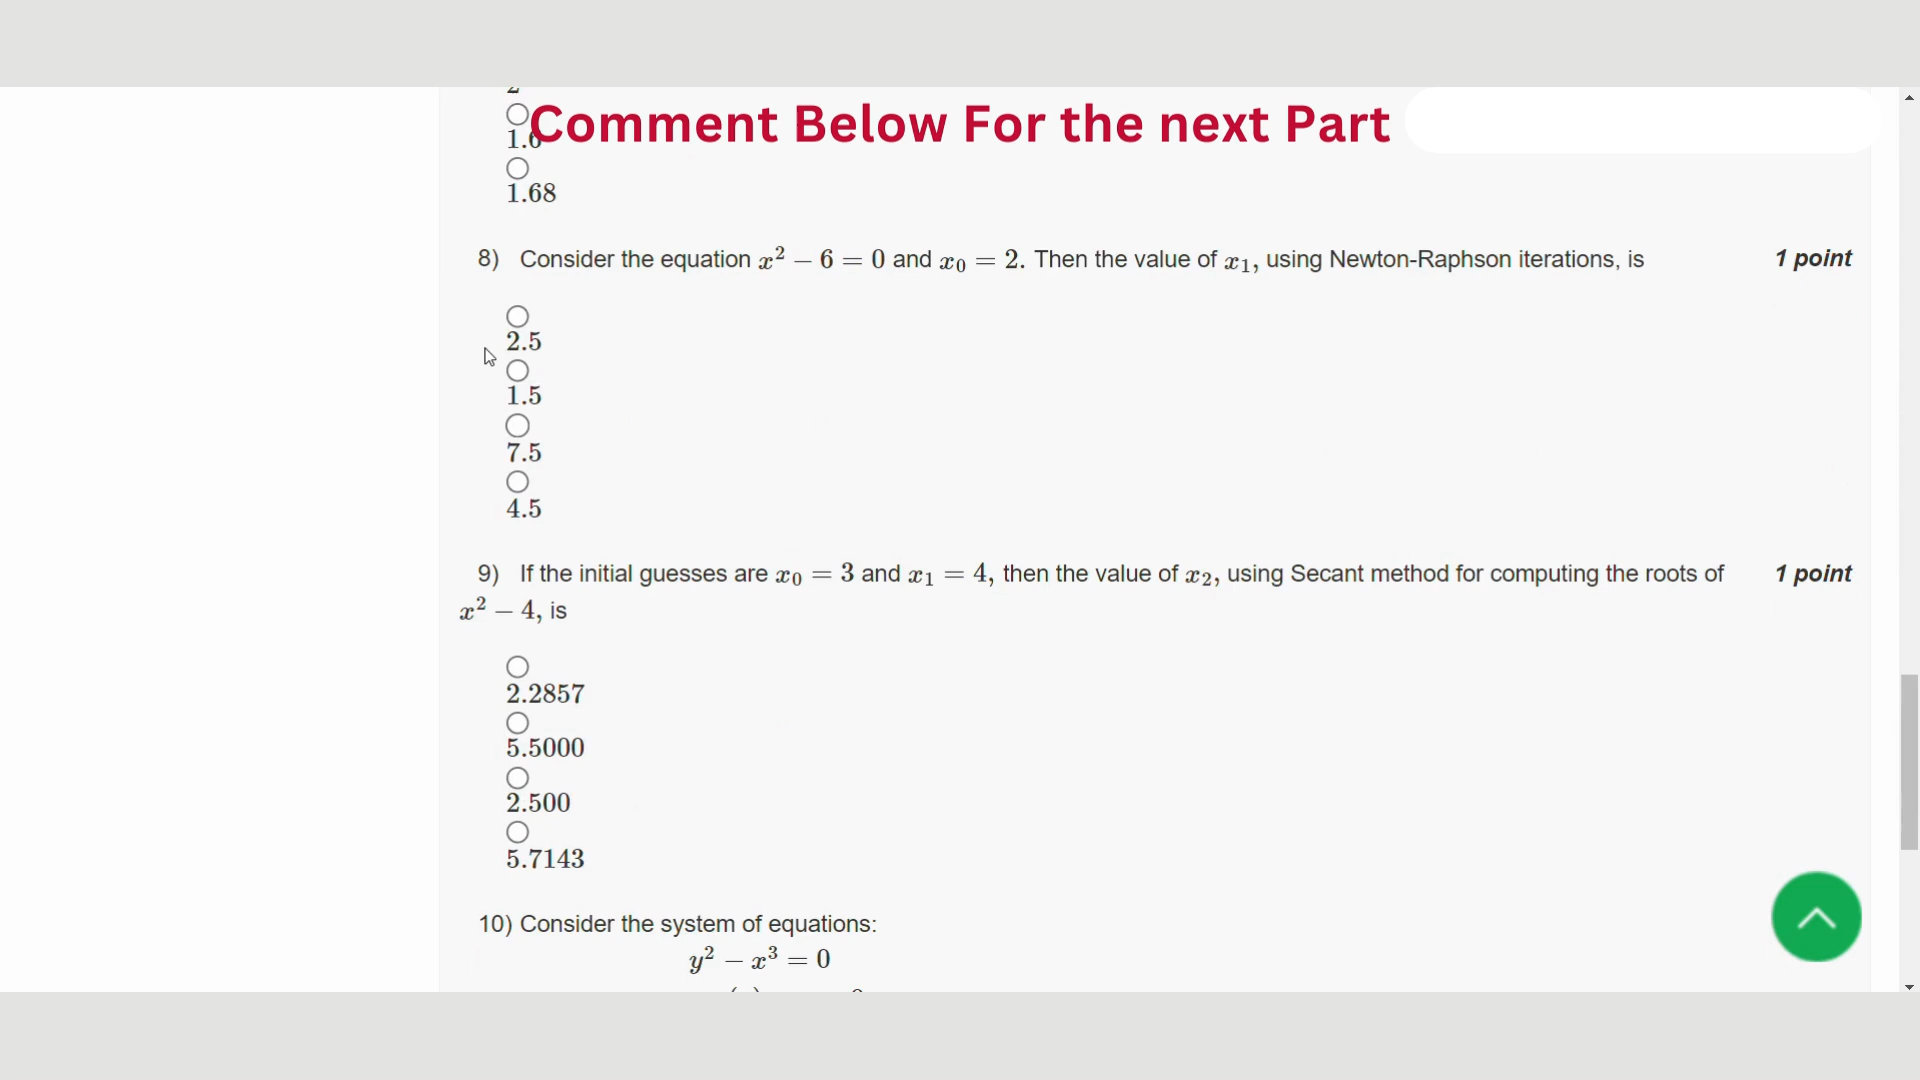 Comment Below For the next Part
1.68
8) Consider the equation x² − 6 = 0 and x₀ = 2. Then the value of x₁, using Newton-Raphson iterations, is 1 point
2.5
1.5
7.5
4.5
9) If the initial guesses are x₀ = 3 and x₁ = 4, then the value of x₂, using Secant method for computing the roots of 1 point
x² − 4, is
2.2857
5.5000
2.500
5.7143
10) Consider the system of equations:
y² − x³ = 0